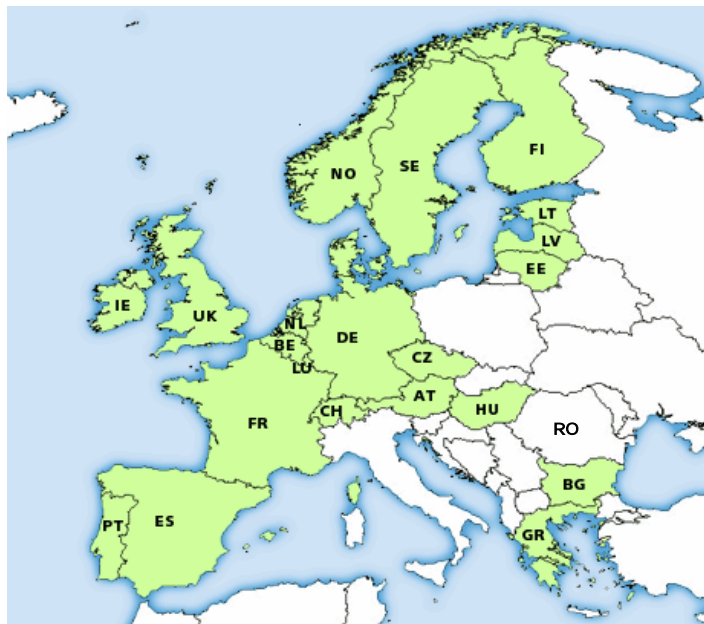 FI
SE
NO
LT
LV
EE
IE
UK
NL
DE
BE
CZ
LU
AT
CH
HU
FR
RO
BG
ES
PT
GR